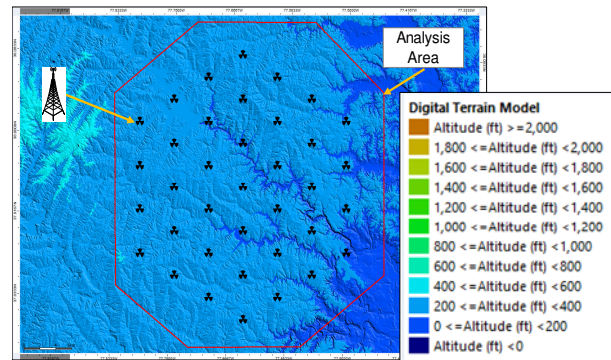 Analysis
Area
Digital Terrain Model
Altitude (ft) >=2,000
1,800 <=Altitude (ft) <2,000
1,600 <=Altitude (ft) <1,800
1,400 <=Altitude (ft) <1,600
1,200 <=Altitude (ft) <1,400
1,000 <=Altitude (ft) <1,200
800 <=Altitude (ft) <1,000
600 <=Altitude (ft) <800
400 <=Altitude (ft) <600
200 <=Altitude (ft) <400
0 <=Altitude (ft) <200
Altitude (ft) <0